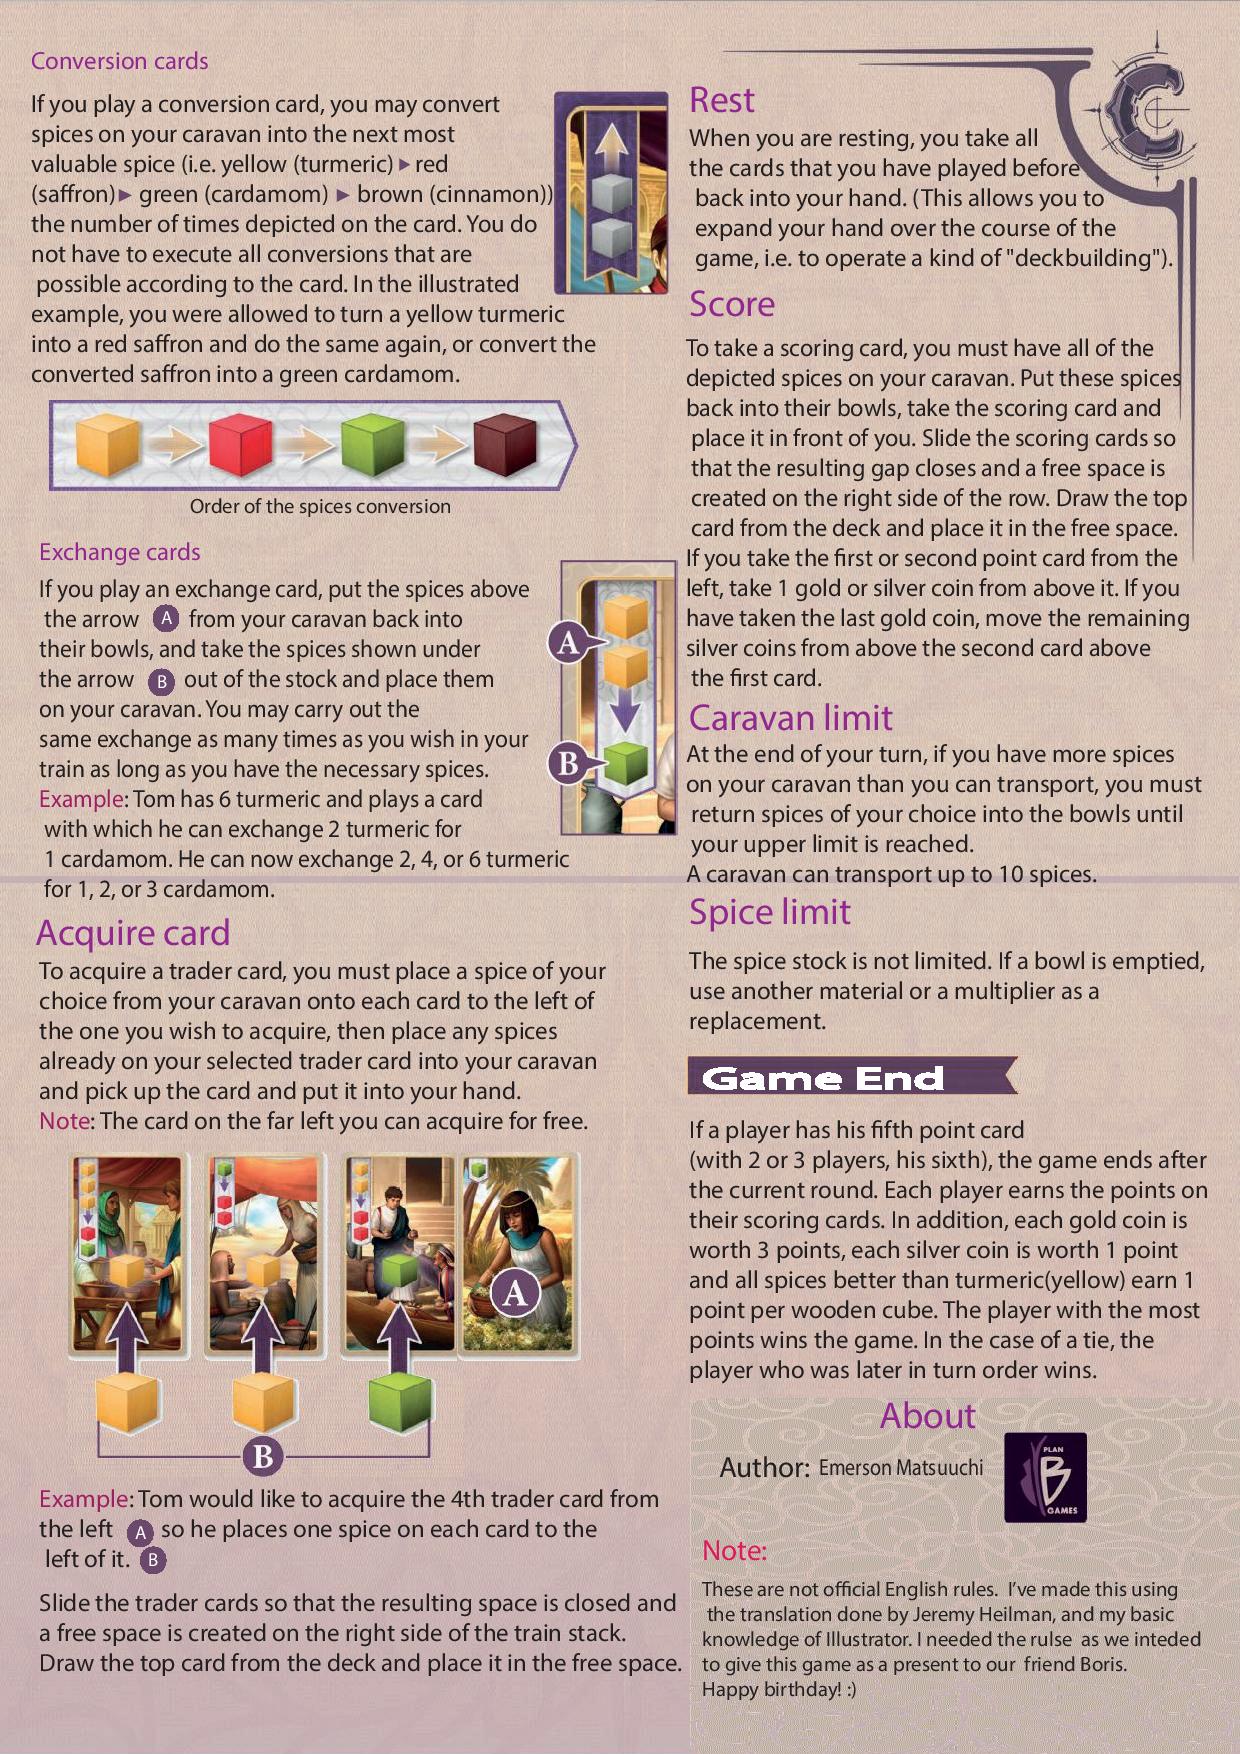 Conversion cards
If you play a conversion card, you may convert
spices on your caravan into the next most
valuable spice (i.e. yellow (turmeric) ▶ red
(saffron) ▶ green (cardamom) ▶ brown (cinnamon))
the number of times depicted on the card. You do
not have to execute all conversions that are
possible according to the card. In the illustrated
example, you were allowed to turn a yellow turmeric
into a red saffron and do the same again, or convert the
converted saffron into a green cardamom.
Order of the spices conversion
Exchange cards
If you play an exchange card, put the spices above
the arrow A from your caravan back into
their bowls, and take the spices shown under
the arrow B out of the stock and place them
on your caravan. You may carry out the
same exchange as many times as you wish in your
train as long as you have the necessary spices.
Example: Tom has 6 turmeric and plays a card
with which he can exchange 2 turmeric for
1 cardamom. He can now exchange 2, 4, or 6 turmeric
for 1, 2, or 3 cardamom.
A
B
Acquire card
To acquire a trader card, you must place a spice of your
choice from your caravan onto each card to the left of
the one you wish to acquire, then place any spices
already on your selected trader card into your caravan
and pick up the card and put it into your hand.
Note: The card on the far left you can acquire for free.
A
B
Example: Tom would like to acquire the 4th trader card from
the left A so he places one spice on each card to the
left of it. B
Slide the trader cards so that the resulting space is closed and
a free space is created on the right side of the train stack.
Draw the top card from the deck and place it in the free space.
C
Rest
When you are resting, you take all
the cards that you have played before
back into your hand. (This allows you to
expand your hand over the course of the
game, i.e. to operate a kind of "deckbuilding").
Score
To take a scoring card, you must have all of the
depicted spices on your caravan. Put these spices
back into their bowls, take the scoring card and
place it in front of you. Slide the scoring cards so
that the resulting gap closes and a free space is
created on the right side of the row. Draw the top
card from the deck and place it in the free space.
If you take the first or second point card from the
left, take 1 gold or silver coin from above it. If you
have taken the last gold coin, move the remaining
silver coins from above the second card above
the first card.
Caravan limit
At the end of your turn, if you have more spices
on your caravan than you can transport, you must
return spices of your choice into the bowls until
your upper limit is reached.
A caravan can transport up to 10 spices.
Spice limit
The spice stock is not limited. If a bowl is emptied,
use another material or a multiplier as a
replacement.
Game End
If a player has his fifth point card
(with 2 or 3 players, his sixth), the game ends after
the current round. Each player earns the points on
their scoring cards. In addition, each gold coin is
worth 3 points, each silver coin is worth 1 point
and all spices better than turmeric(yellow) earn 1
point per wooden cube. The player with the most
points wins the game. In the case of a tie, the
player who was later in turn order wins.
About
Author: Emerson Matsuuchi
PLAN
B
GAMES
Note:
These are not official English rules. I've made this using
the translation done by Jeremy Heilman, and my basic
knowledge of Illustrator. I needed the rulse as we inteded
to give this game as a present to our friend Boris.
Happy birthday! :)